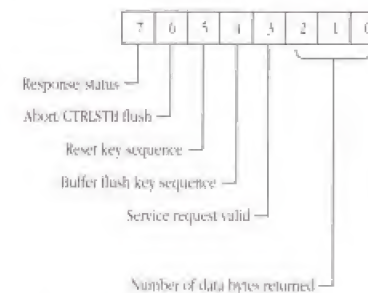 7 6 5 4 3 2 1 0
Response status
Abort CTRLSTB flush
Reset key sequence
Buffer flush key sequence
Service request valid
Number of data bytes returned